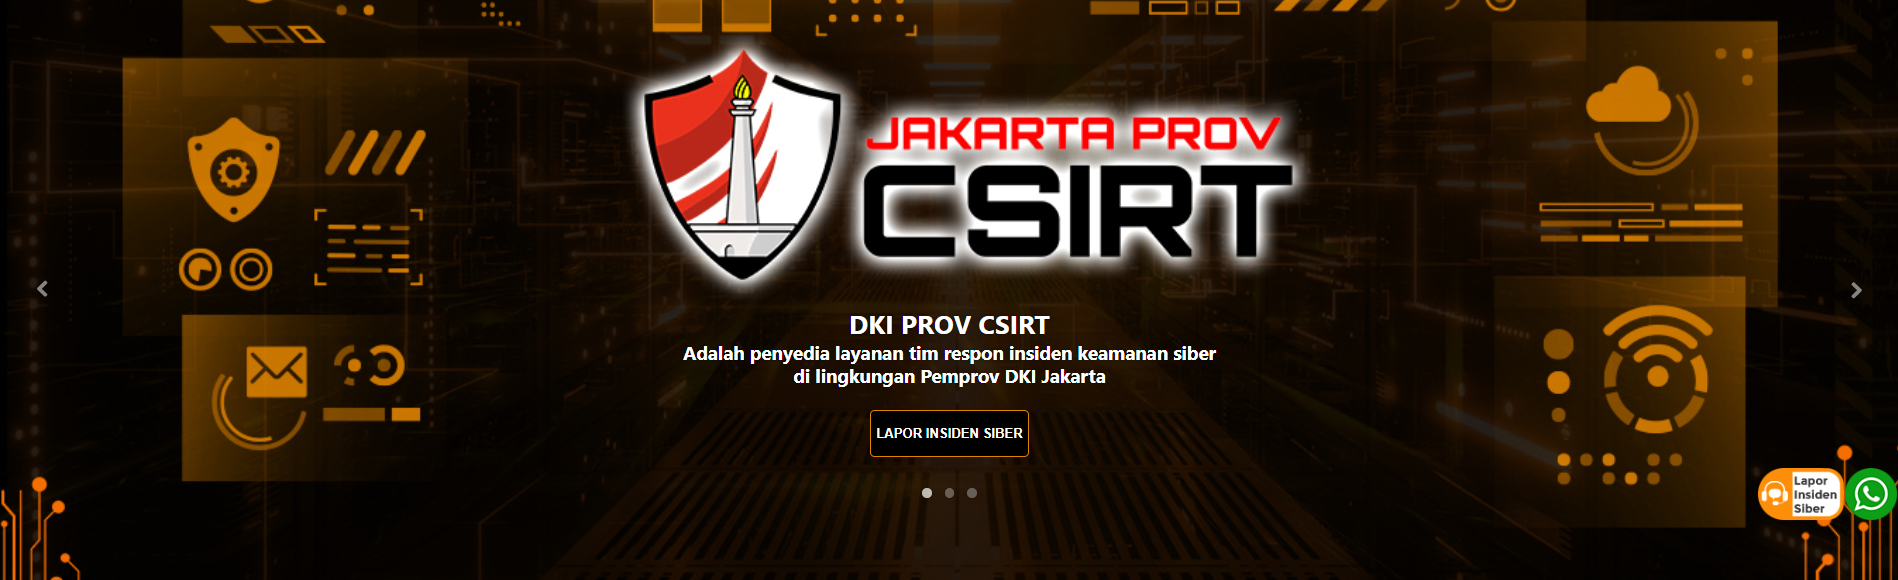 JAKARTA PROV
CSIRT
DKI PROV CSIRT
Adalah penyedia layanan tim respon insiden keamanan siber
di lingkungan Pemprov DKI Jakarta
LAPOR INSIDEN SIBER
Lapor
Insiden
Siber